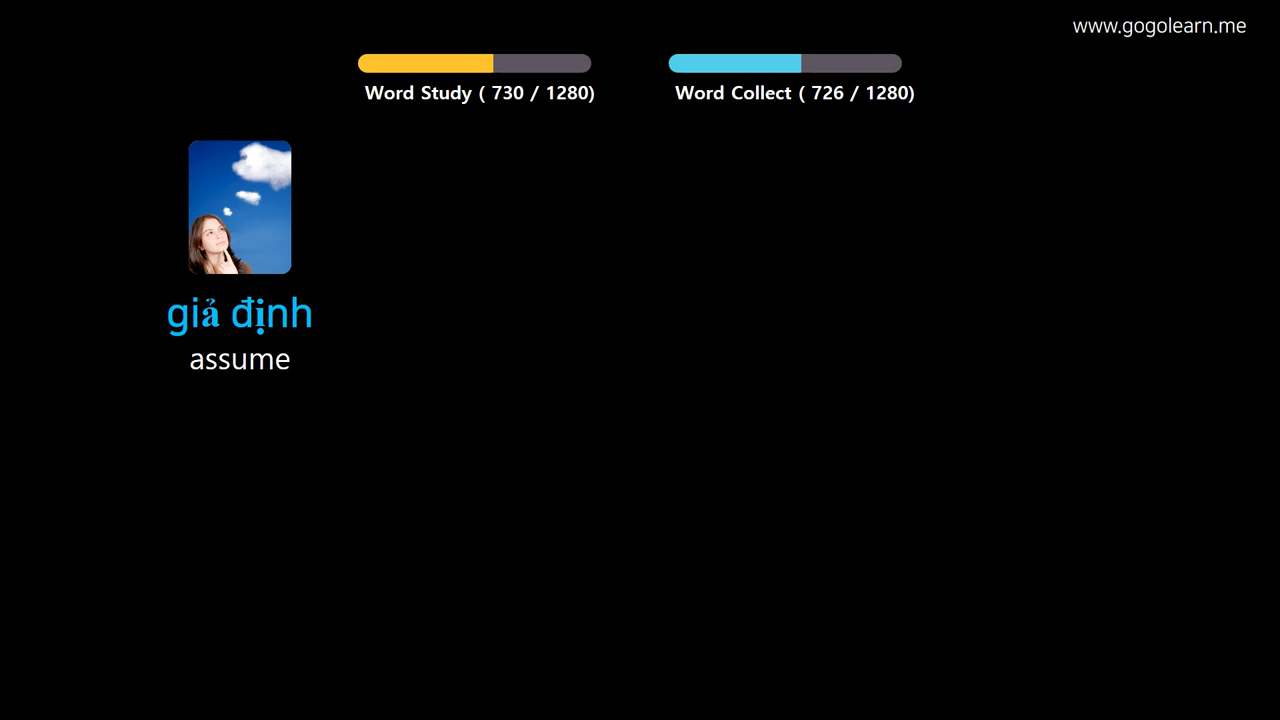 www.gogolearn.me
Word Study ( 730 / 1280)
Word Collect ( 726 / 1280)
giả định
assume